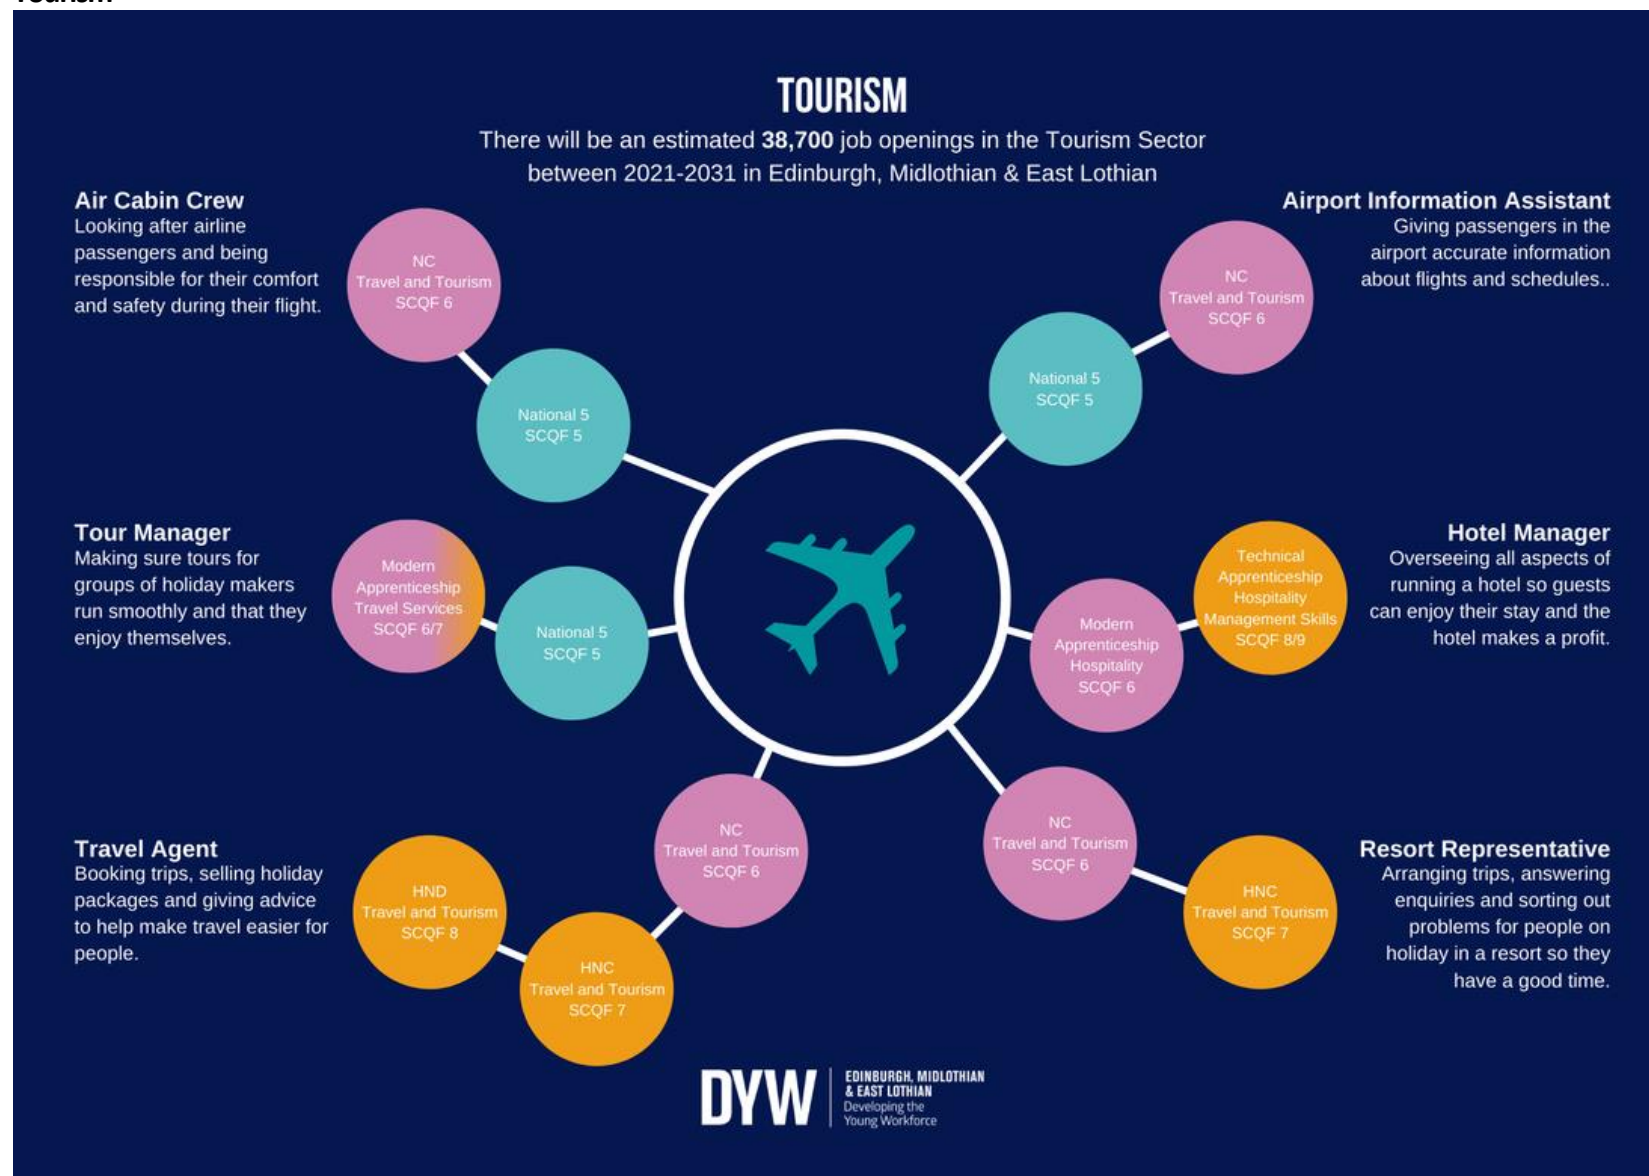 Tourism
TOURISM
There will be an estimated 38,700 job openings in the Tourism Sector
between 2021-2031 in Edinburgh, Midlothian & East Lothian
Air Cabin Crew
Looking after airline
passengers and being
responsible for their comfort
and safety during their flight.
NC
Travel and Tourism
SCQF 6
National 5
SCQF 5
Airport Information Assistant
Giving passengers in the
airport accurate information
about flights and schedules..
NC
Travel and Tourism
SCQF 6
National 5
SCQF 5
Tour Manager
Making sure tours for
groups of holiday makers
run smoothly and that they
enjoy themselves.
Modern
Apprenticeship
Travel Services
SCQF 6/7
National 5
SCQF 5
Hotel Manager
Overseeing all aspects of
running a hotel so guests
can enjoy their stay and the
hotel makes a profit.
Technical
Apprenticeship
Hospitality
Management Skills
SCQF 8/9
Modern
Apprenticeship
Hospitality
SCQF 6
Travel Agent
Booking trips, selling holiday
packages and giving advice
to help make travel easier for
people.
HND
Travel and Tourism
SCQF 8
HNC
Travel and Tourism
SCQF 7
NC
Travel and Tourism
SCQF 6
NC
Travel and Tourism
SCQF 6
HNC
Travel and Tourism
SCQF 7
Resort Representative
Arranging trips, answering
enquiries and sorting out
problems for people on
holiday in a resort so they
have a good time.
DYW
EDINBURGH, MIDLOTHIAN
& EAST LOTHIAN
Developing the
Young Workforce